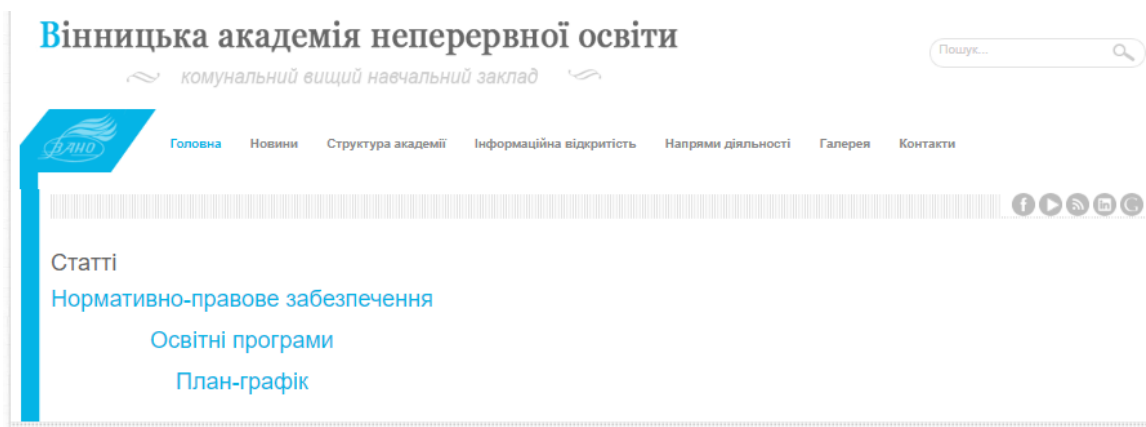 Вінницька академія неперервної освіти
Пошук...
комунальний вищий навчальний заклад
ВАНО
Головна Новини Структура академії Інформаційна відкритість Напрями діяльності Галерея Контакти
Статті
Нормативно-правове забезпечення
Освітні програми
План-графік